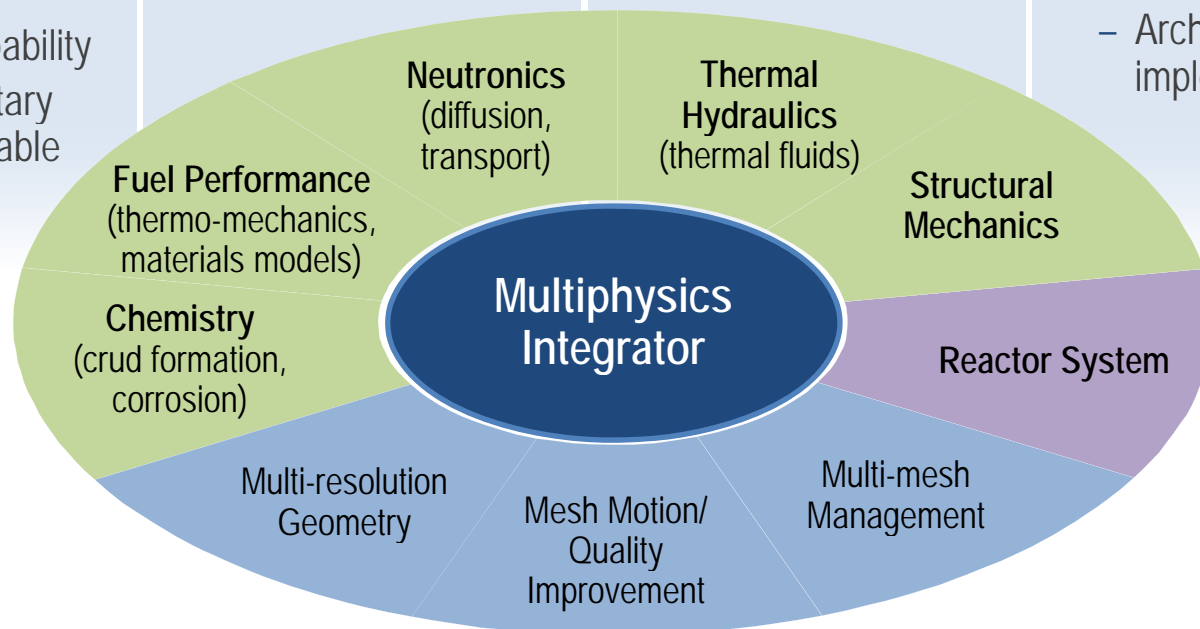 – Arch
imple
ability
tary
able
Neutronics
(diffusion,
transport)
Thermal
Hydraulics
(thermal fluids)
Fuel Performance
(thermo-mechanics,
materials models)
Structural
Mechanics
Chemistry
(crud formation,
corrosion)
Multiphysics
Integrator
Reactor System
Multi-resolution
Geometry
Mesh Motion/
Quality
Improvement
Multi-mesh
Management